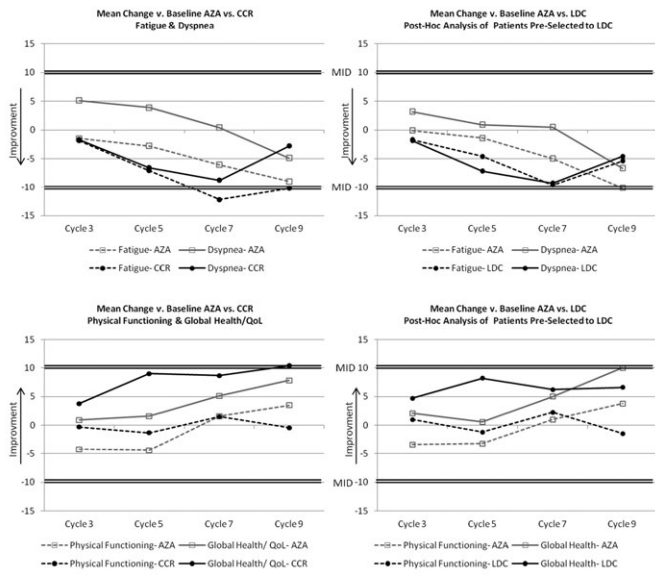 Mean Change v. Baseline AZA vs. CCR
Fatigue & Dyspnea
15
10
5
0
-5
-10
-15
Improvment
MID
MID
Cycle 3 Cycle 5 Cycle 7 Cycle 9
Fatigue- AZA Dsypnea- AZA
Fatigue- CCR Dyspnea- CCR
Mean Change v. Baseline AZA vs. LDC
Post-Hoc Analysis of Patients Pre-Selected to LDC
15
10
5
0
-5
-10
-15
Improvment
Cycle 3 Cycle 5 Cycle 7 Cycle 9
Fatigue- AZA Dyspnea- AZA
Fatigue- LDC Dyspnea- LDC
Mean Change v. Baseline AZA vs. CCR
Physical Functioning & Global Health/QoL
15
10
5
0
-5
-10
-15
Improvment
MID
MID
Cycle 3 Cycle 5 Cycle 7 Cycle 9
Physical Functioning- AZA Global Health/ QoL- AZA
Physical Functioning- CCR Global Health/ QoL- CCR
Mean Change v. Baseline AZA vs. LDC
Post-Hoc Analysis of Patients Pre-Selected to LDC
15
10
5
0
-5
-10
-15
Improvment
Cycle 3 Cycle 5 Cycle 7 Cycle 9
Physical Functioning- AZA Global Health- AZA
Physical Functioning- LDC Global Health- LDC